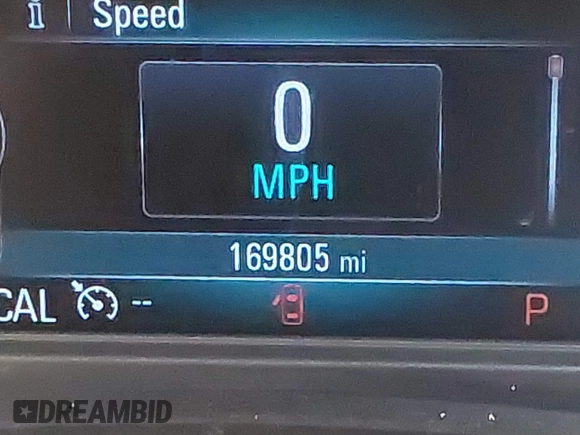 i Speed
0
MPH
169805 mi
CAL -- P
DREAMBID